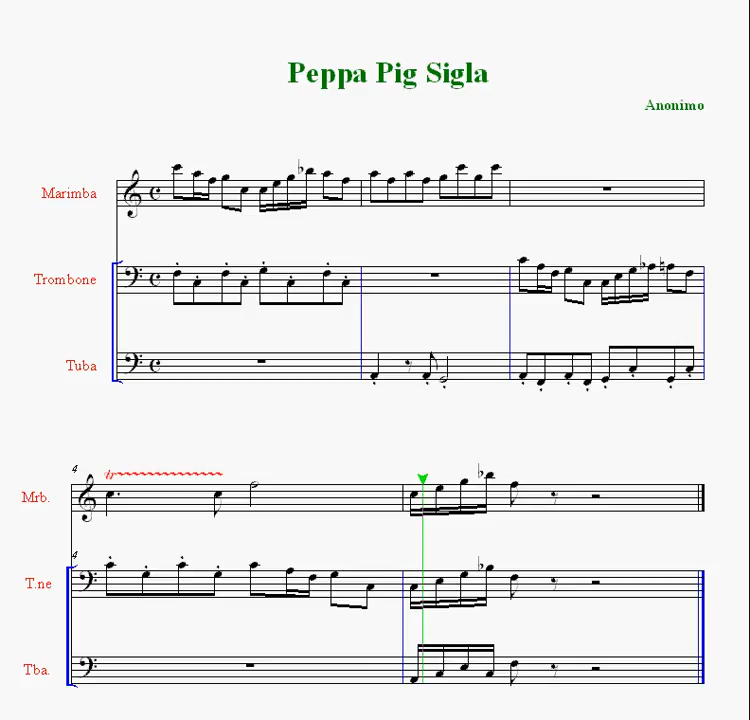 Peppa Pig Sigla
Anonimo
Marimba
Trombone
Tuba
4
Mrb.
4
T.ne
Tba.